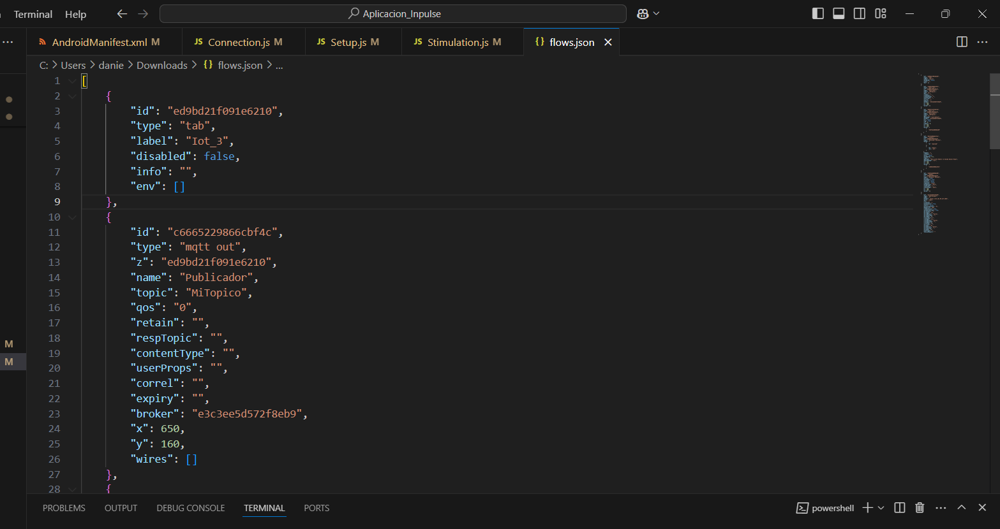 Terminal Help Aplicacion_Inpulse
AndroidManifest.xml M JS Connection.js M JS Setup.js M JS Stimulation.js M {} flows.json
C: > Users > danie > Downloads > {} flows.json > ...
1 [
2 {
3 "id": "ed9bd21f091e6210",
4 "type": "tab",
5 "label": "Iot_3",
6 "disabled": false,
7 "info": "",
8 "env": []
9 },
10 {
11 "id": "c6665229866cbf4c",
12 "type": "mqtt out",
13 "z": "ed9bd21f091e6210",
14 "name": "Publicador",
15 "topic": "MiTopico",
16 "qos": "0",
17 "retain": "",
18 "respTopic": "",
19 "contentType": "",
20 "userProps": "",
21 "correl": "",
22 "expiry": "",
23 "broker": "e3c3ee5d572f8eb9",
24 "x": 650,
25 "y": 160,
26 "wires": []
27 },
28 {
M
M
PROBLEMS OUTPUT DEBUG CONSOLE TERMINAL PORTS powershell